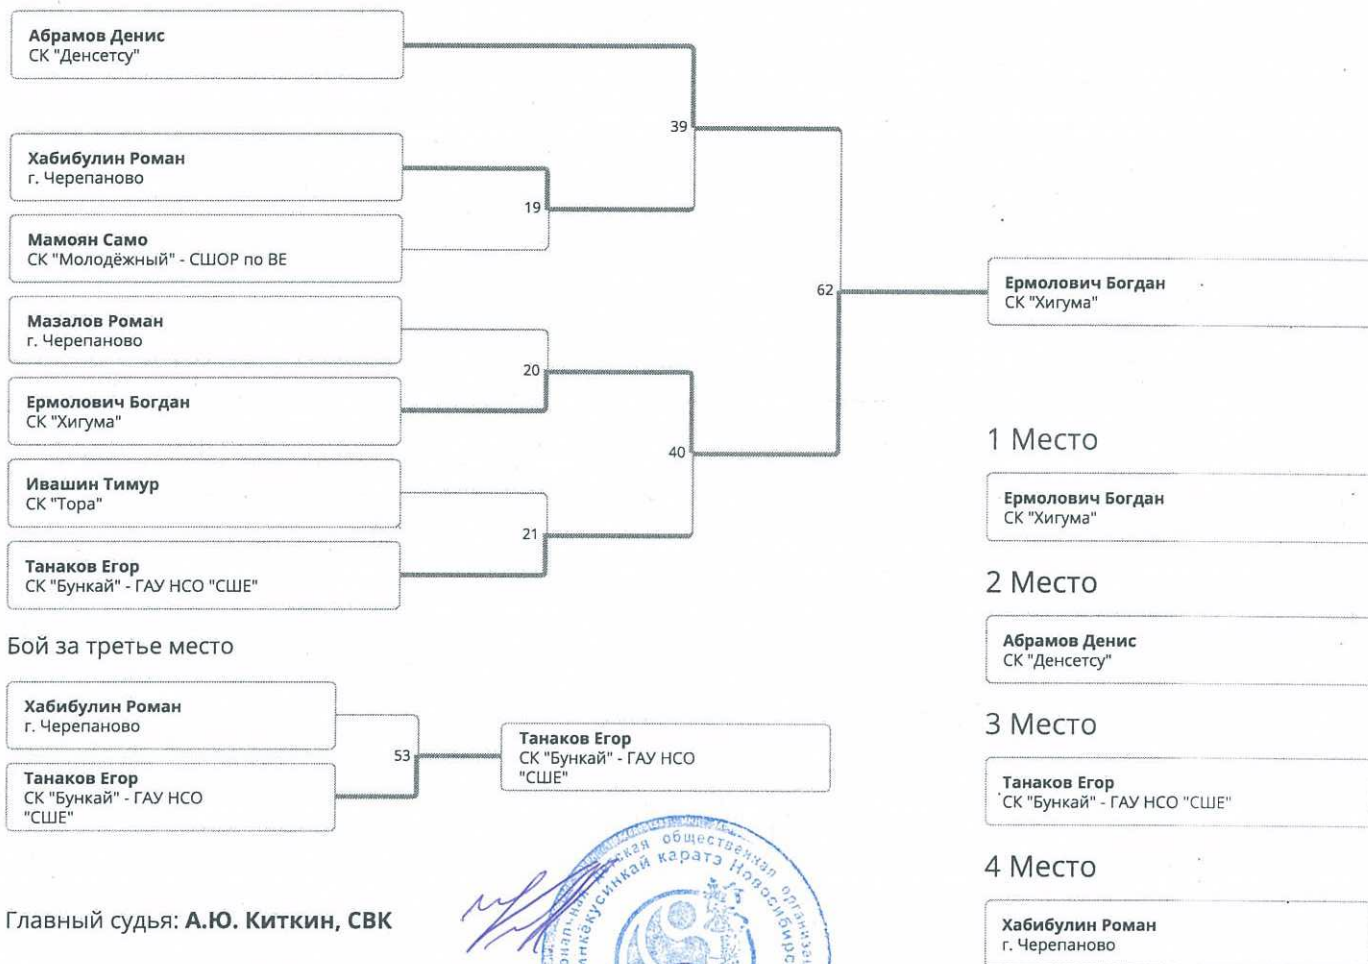 Абрамов Денис
СК "Денсетсу"
39
Хабибулин Роман
г. Черепаново
19
Мамоян Само
СК "Молодёжный" - СШОР по ВЕ
62
Ермолович Богдан
СК "Хигума"
Мазалов Роман
г. Черепаново
20
Ермолович Богдан
СК "Хигума"
40
Ивашин Тимур
СК "Тора"
21
Танаков Егор
СК "Бункай" - ГАУ НСО "СШЕ"
1 Место
Ермолович Богдан
СК "Хигума"
2 Место
Абрамов Денис
СК "Денсетсу"
3 Место
Танаков Егор
СК "Бункай" - ГАУ НСО "СШЕ"
4 Место
Хабибулин Роман
г. Черепаново
Бой за третье место
Хабибулин Роман
г. Черепаново
53
Танаков Егор
СК "Бункай" - ГАУ НСО
"СШЕ"
Танаков Егор
СК "Бункай" - ГАУ НСО
"СШЕ"
Главный судья: А.Ю. Киткин, СВК
общественная
каратэ